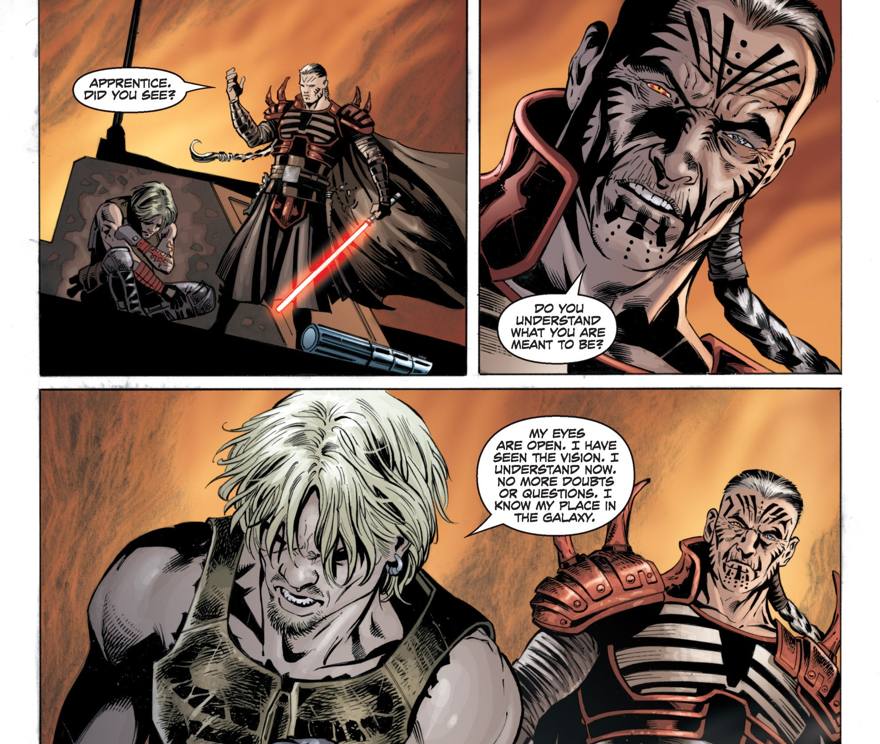 APPRENTICE.
DID YOU SEE?
DO YOU
UNDERSTAND
WHAT YOU ARE
MEANT TO BE?
MY EYES
ARE OPEN. I HAVE
SEEN THE VISION. I
UNDERSTAND NOW.
NO MORE DOUBTS
OR QUESTIONS. I
KNOW MY PLACE IN
THE GALAXY.